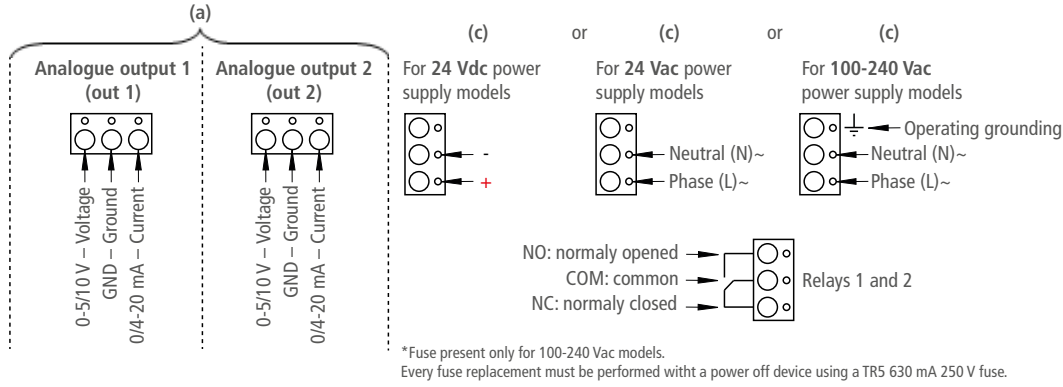 (a)
Analogue output 1
(out 1)
0-5/10 V – Voltage
GND – Ground
0/4-20 mA – Current
Analogue output 2
(out 2)
0-5/10 V – Voltage
GND – Ground
0/4-20 mA – Current
(c)
For 24 Vdc power
supply models
-
+
or
(c)
For 24 Vac power
supply models
Neutral (N)~
Phase (L)~
or
(c)
For 100-240 Vac
power supply models
Operating grounding
Neutral (N)~
Phase (L)~
NO: normaly opened
COM: common
NC: normaly closed
Relays 1 and 2
*Fuse present only for 100-240 Vac models.
Every fuse replacement must be performed witht a power off device using a TR5 630 mA 250 V fuse.